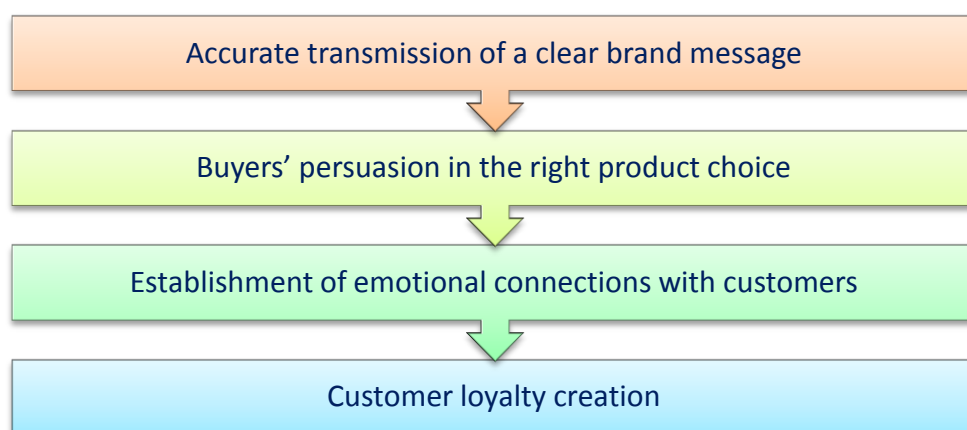 Accurate transmission of a clear brand message
Buyers’ persuasion in the right product choice
Establishment of emotional connections with customers
Customer loyalty creation